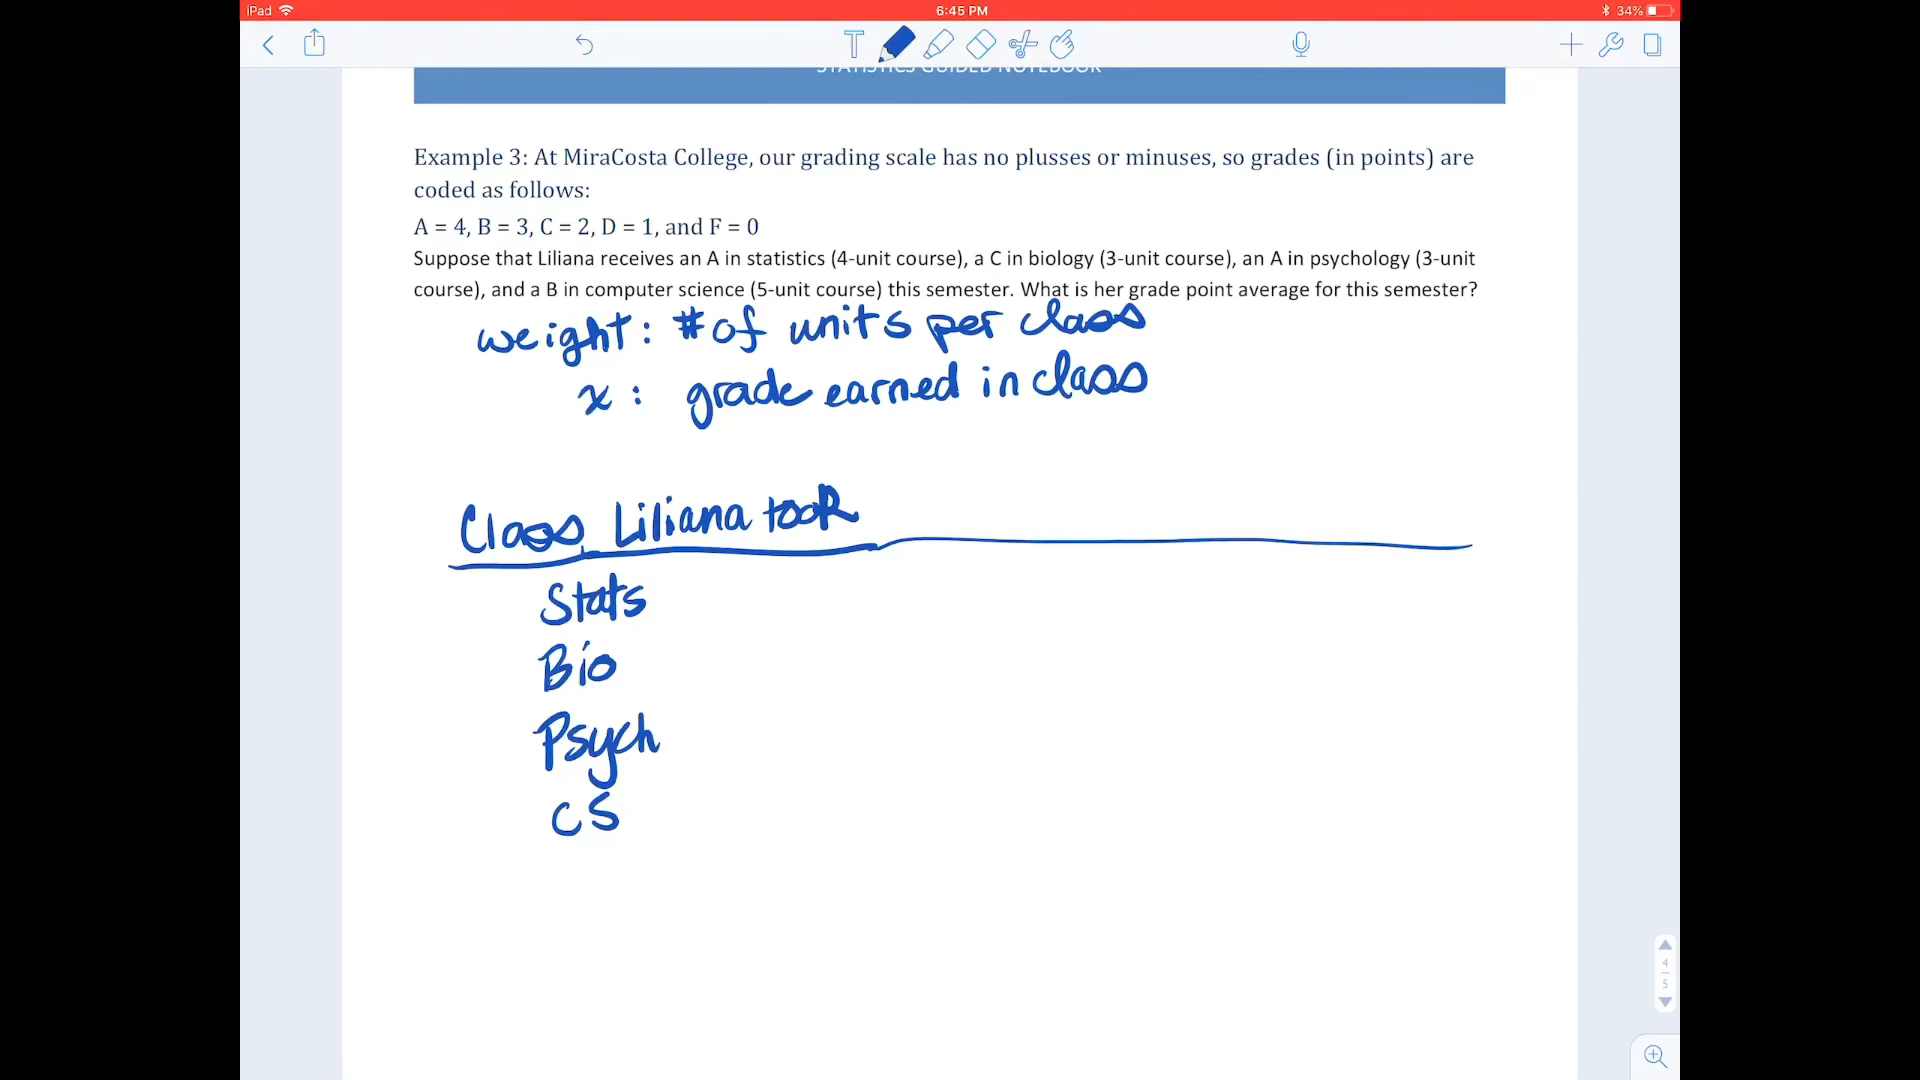 iPad 6:45 PM 34%
T
STATISTICS GUIDED NOTEBOOK
Example 3: At MiraCosta College, our grading scale has no plusses or minuses, so grades (in points) are
coded as follows:
A = 4, B = 3, C = 2, D = 1, and F = 0
Suppose that Liliana receives an A in statistics (4-unit course), a C in biology (3-unit course), an A in psychology (3-unit
course), and a B in computer science (5-unit course) this semester. What is her grade point average for this semester?
weight: # of units per class
x: grade earned in class
Class Liliana took
Stats
Bio
Psych
CS
4
5